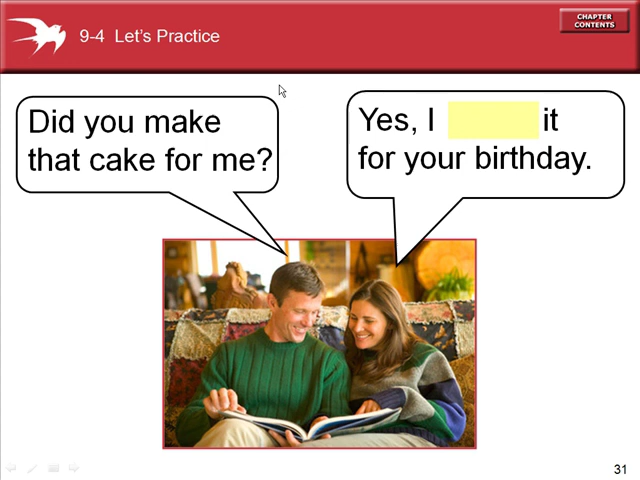 9-4 Let's Practice
CHAPTER
CONTENTS
Did you make
that cake for me?
Yes, I it
for your birthday.
31